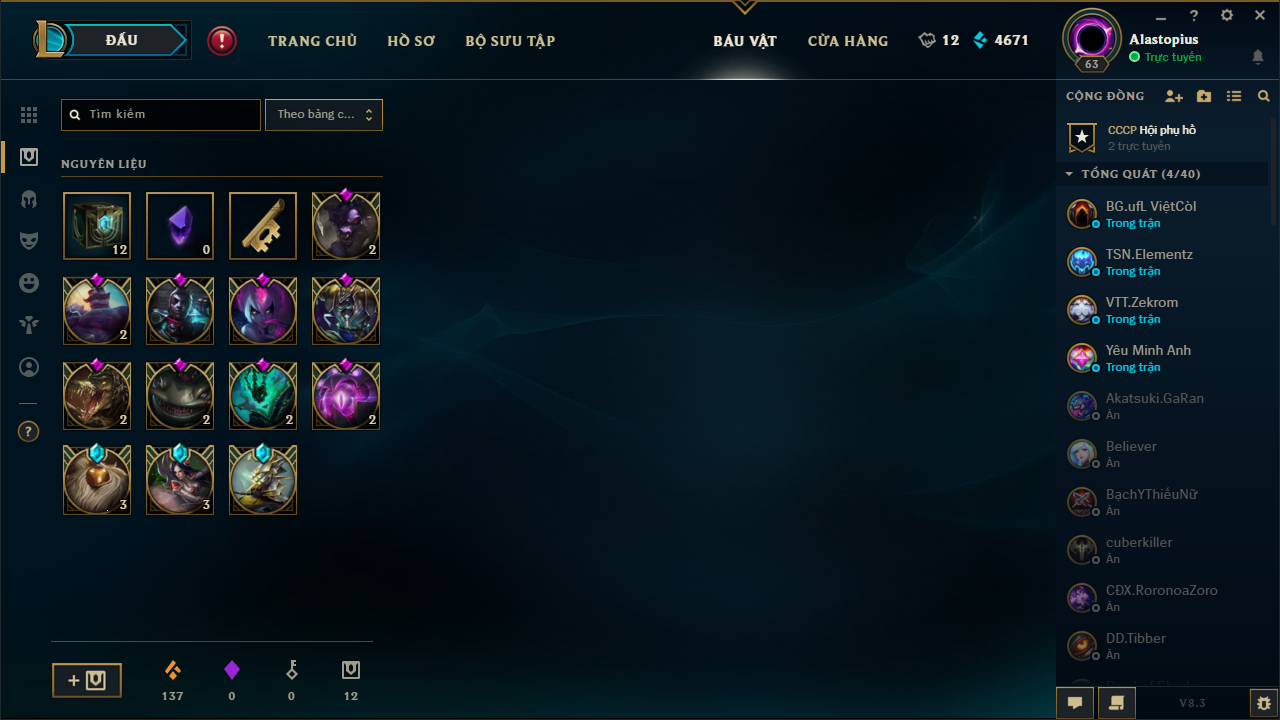 ĐẤU
TRANG CHỦ
HỒ SƠ
BỘ SƯU TẬP
BÁU VẬT
CỬA HÀNG
12
4671
63
Alastopius
Trực tuyến
Tìm kiếm
Theo bảng c...
NGUYÊN LIỆU
12
0
2
2
2
2
2
2
3
3
137
0
0
12
CỘNG ĐỒNG
CCCP Hội phụ hồ
2 trực tuyến
TỔNG QUÁT (4/40)
BG.ufL ViệtCòl
Trong trận
TSN.Elementz
Trong trận
VTT.Zekrom
Trong trận
Yêu Minh Anh
Trong trận
Akatsuki.GaRan
Ẩn
Believer
Ẩn
BạchYThiếuNữ
Ẩn
cuberkiller
Ẩn
CĐX.RoronoaZoro
Ẩn
DD.Tibber
Ẩn
V8.3